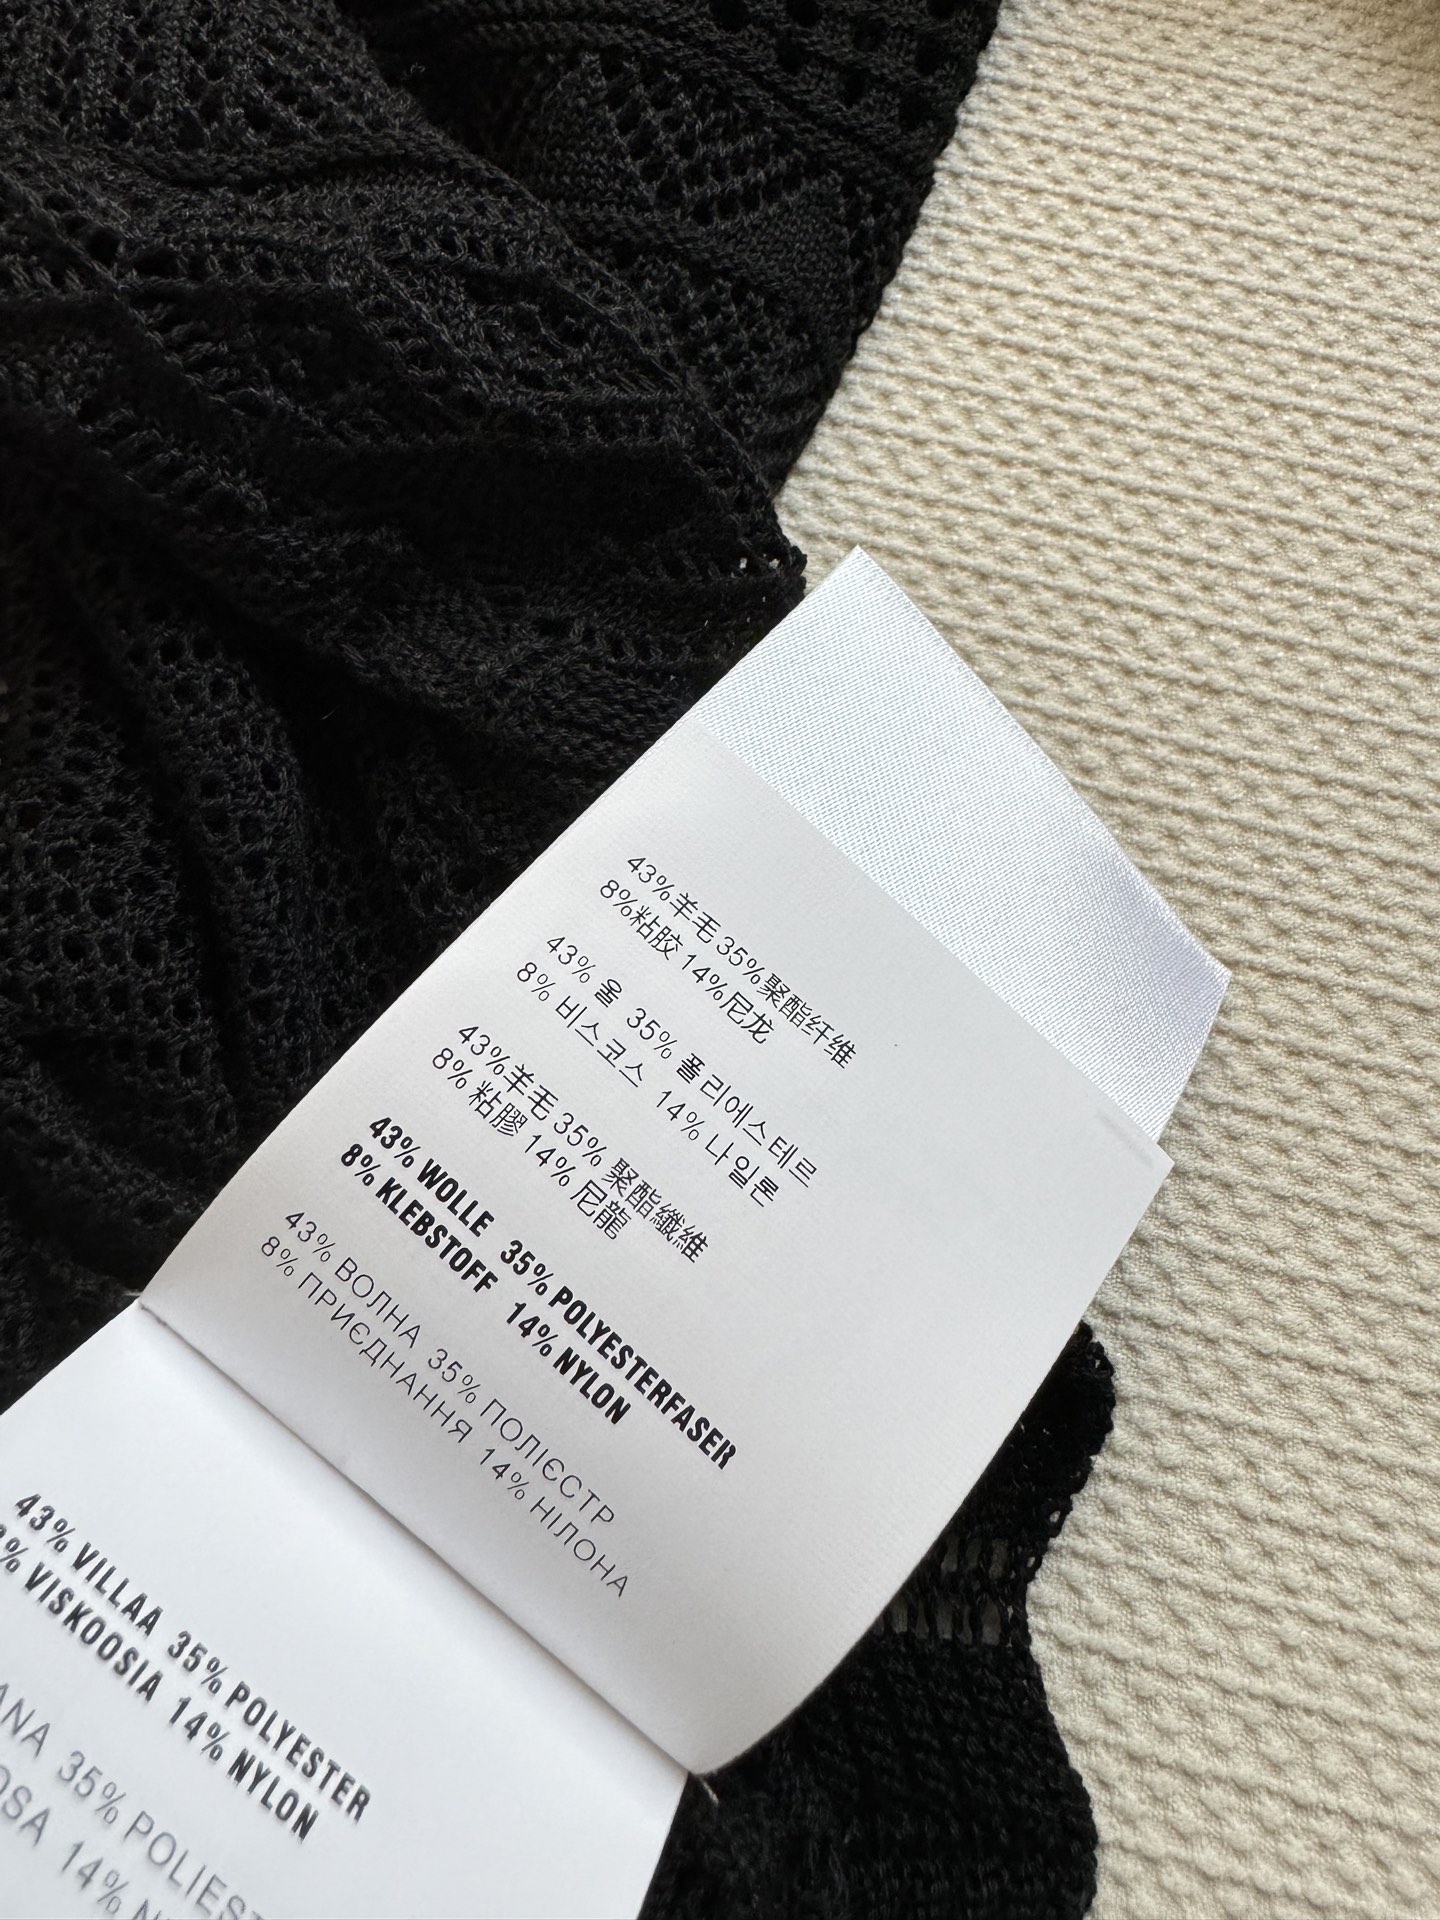 43%羊毛 35%聚酯纤维
8%粘胶 14%尼龙
43% 울 35% 폴리에스테르
8% 비스코스 14% 나일론
43%羊毛 35% 聚酯纖維
8% 粘膠 14% 尼龍
43% WOLLE 35% POLYESTERFASER
8% KLEBSTOFF 14% NYLON
43% ВОЛНА 35% ПОЛІЄСТР
8% ПРИЄДНАННЯ 14% НІЛОНА
43% VILLAA 35% POLYESTER
% VISKOOSIA 14% NYLON
35%
14%